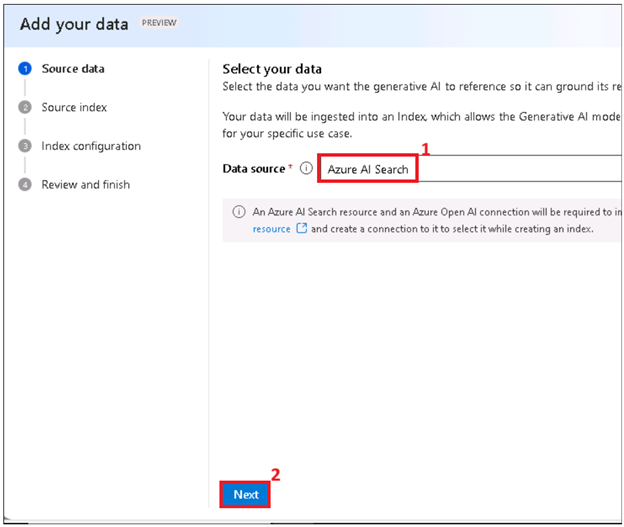 Add your data PREVIEW
1 Source data
2 Source index
3 Index configuration
4 Review and finish
Select your data
Select the data you want the generative AI to reference so it can ground its re
Your data will be ingested into an Index, which allows the Generative AI mode
for your specific use case.
1
Data source * Azure AI Search
An Azure AI Search resource and an Azure Open AI connection will be required to in
resource and create a connection to it to select it while creating an index.
2
Next